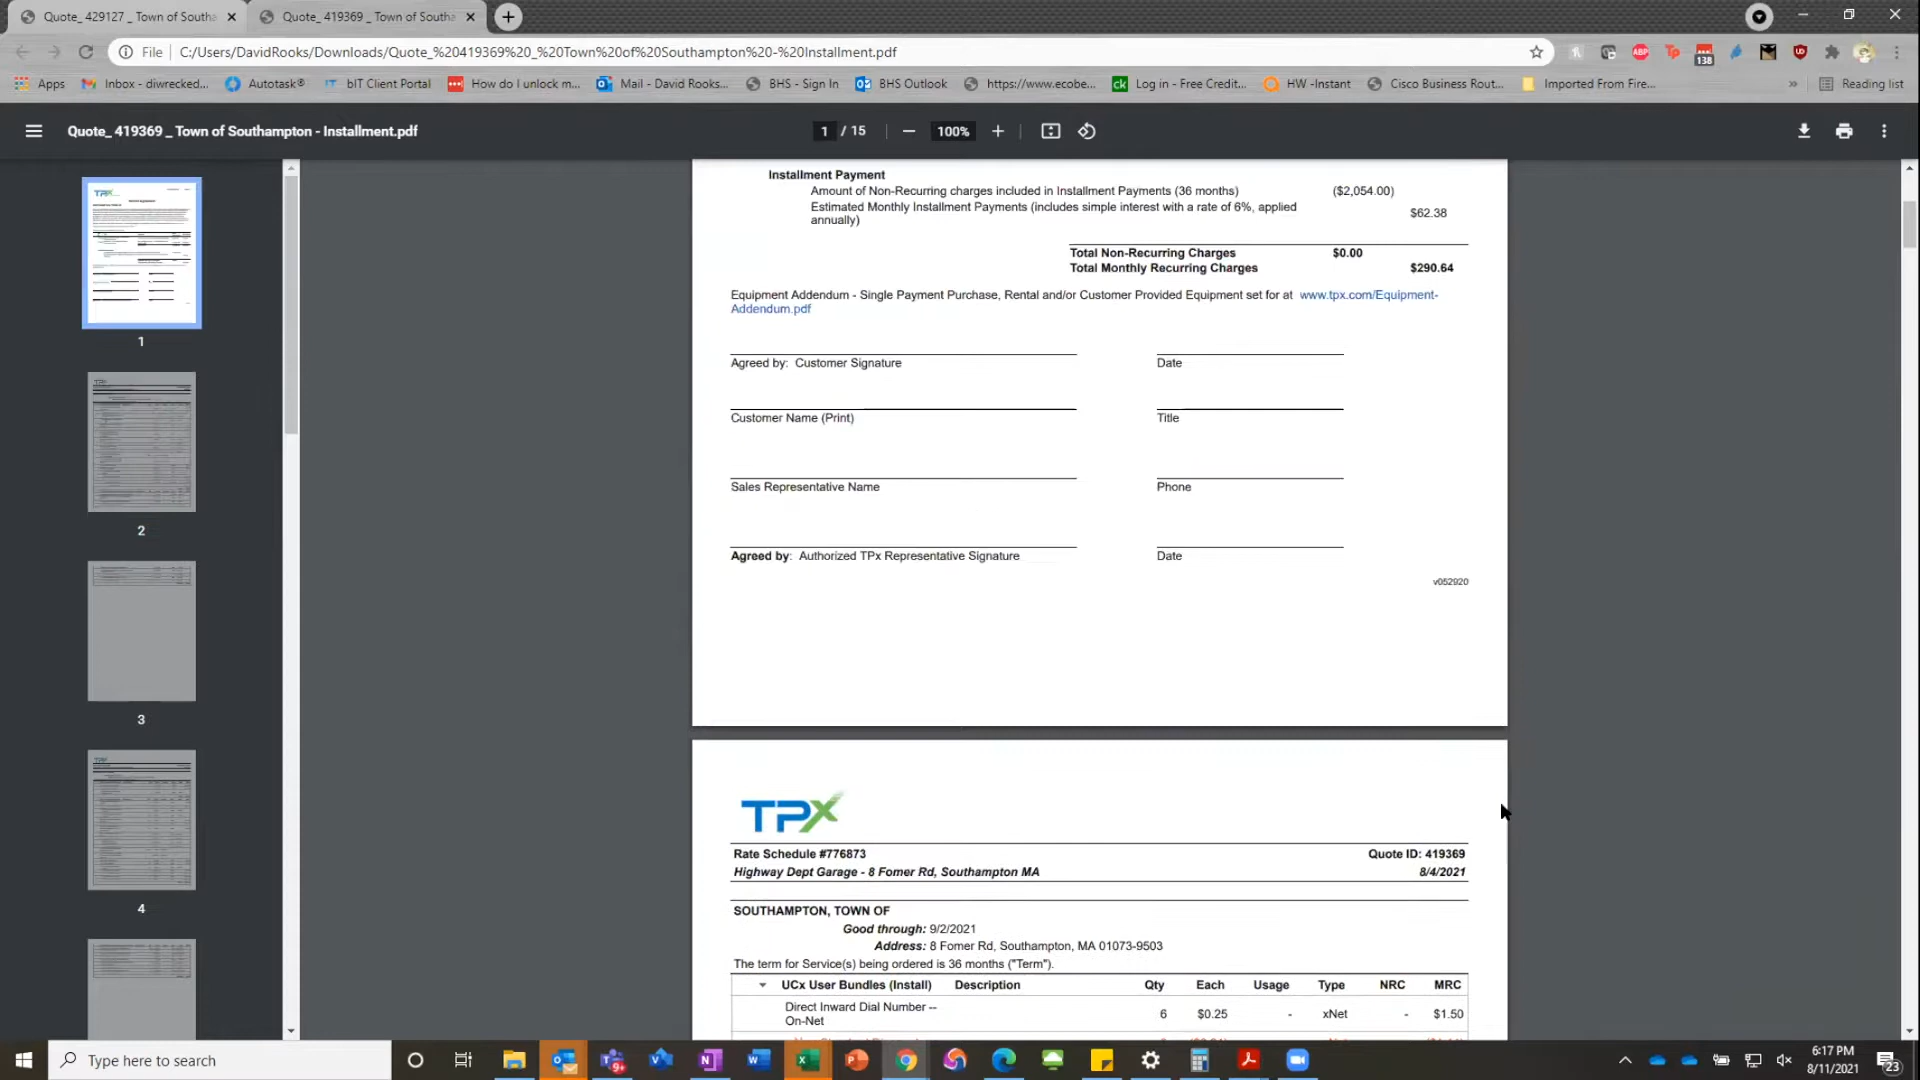 Quote_ 429127 _ Town of Southa
Quote_ 419369 _ Town of Southa
File
C:/Users/DavidRooks/Downloads/Quote_%20419369%20_%20Town%20of%20Southampton%20-%20Installment.pdf
138
Apps
Inbox - diwrecked...
Autotask®
bIT Client Portal
How do I unlock m...
Mail - David Rooks...
BHS - Sign In
BHS Outlook
https://www.ecobe...
Log in - Free Credit...
HW -Instant
Cisco Business Rout...
Imported From Fire...
Reading list
Quote_ 419369 _ Town of Southampton - Installment.pdf
1 / 15
100%
1
2
3
4
Installment Payment
Amount of Non-Recurring charges included in Installment Payments (36 months) ($2,054.00)
Estimated Monthly Installment Payments (includes simple interest with a rate of 6%, applied
annually) $62.38
Total Non-Recurring Charges $0.00
Total Monthly Recurring Charges $290.64
Equipment Addendum - Single Payment Purchase, Rental and/or Customer Provided Equipment set for at www.tpx.com/Equipment-
Addendum.pdf
Agreed by: Customer Signature Date
Customer Name (Print) Title
Sales Representative Name Phone
Agreed by: Authorized TPx Representative Signature Date
v052920
TPX
Rate Schedule #776873 Quote ID: 419369
Highway Dept Garage - 8 Fomer Rd, Southampton MA 8/4/2021
SOUTHAMPTON, TOWN OF
Good through: 9/2/2021
Address: 8 Fomer Rd, Southampton, MA 01073-9503
The term for Service(s) being ordered is 36 months ("Term").
UCx User Bundles (Install) Description Qty Each Usage Type NRC MRC
Direct Inward Dial Number --
On-Net 6 $0.25 - xNet - $1.50
Type here to search
6:17 PM
8/11/2021
23